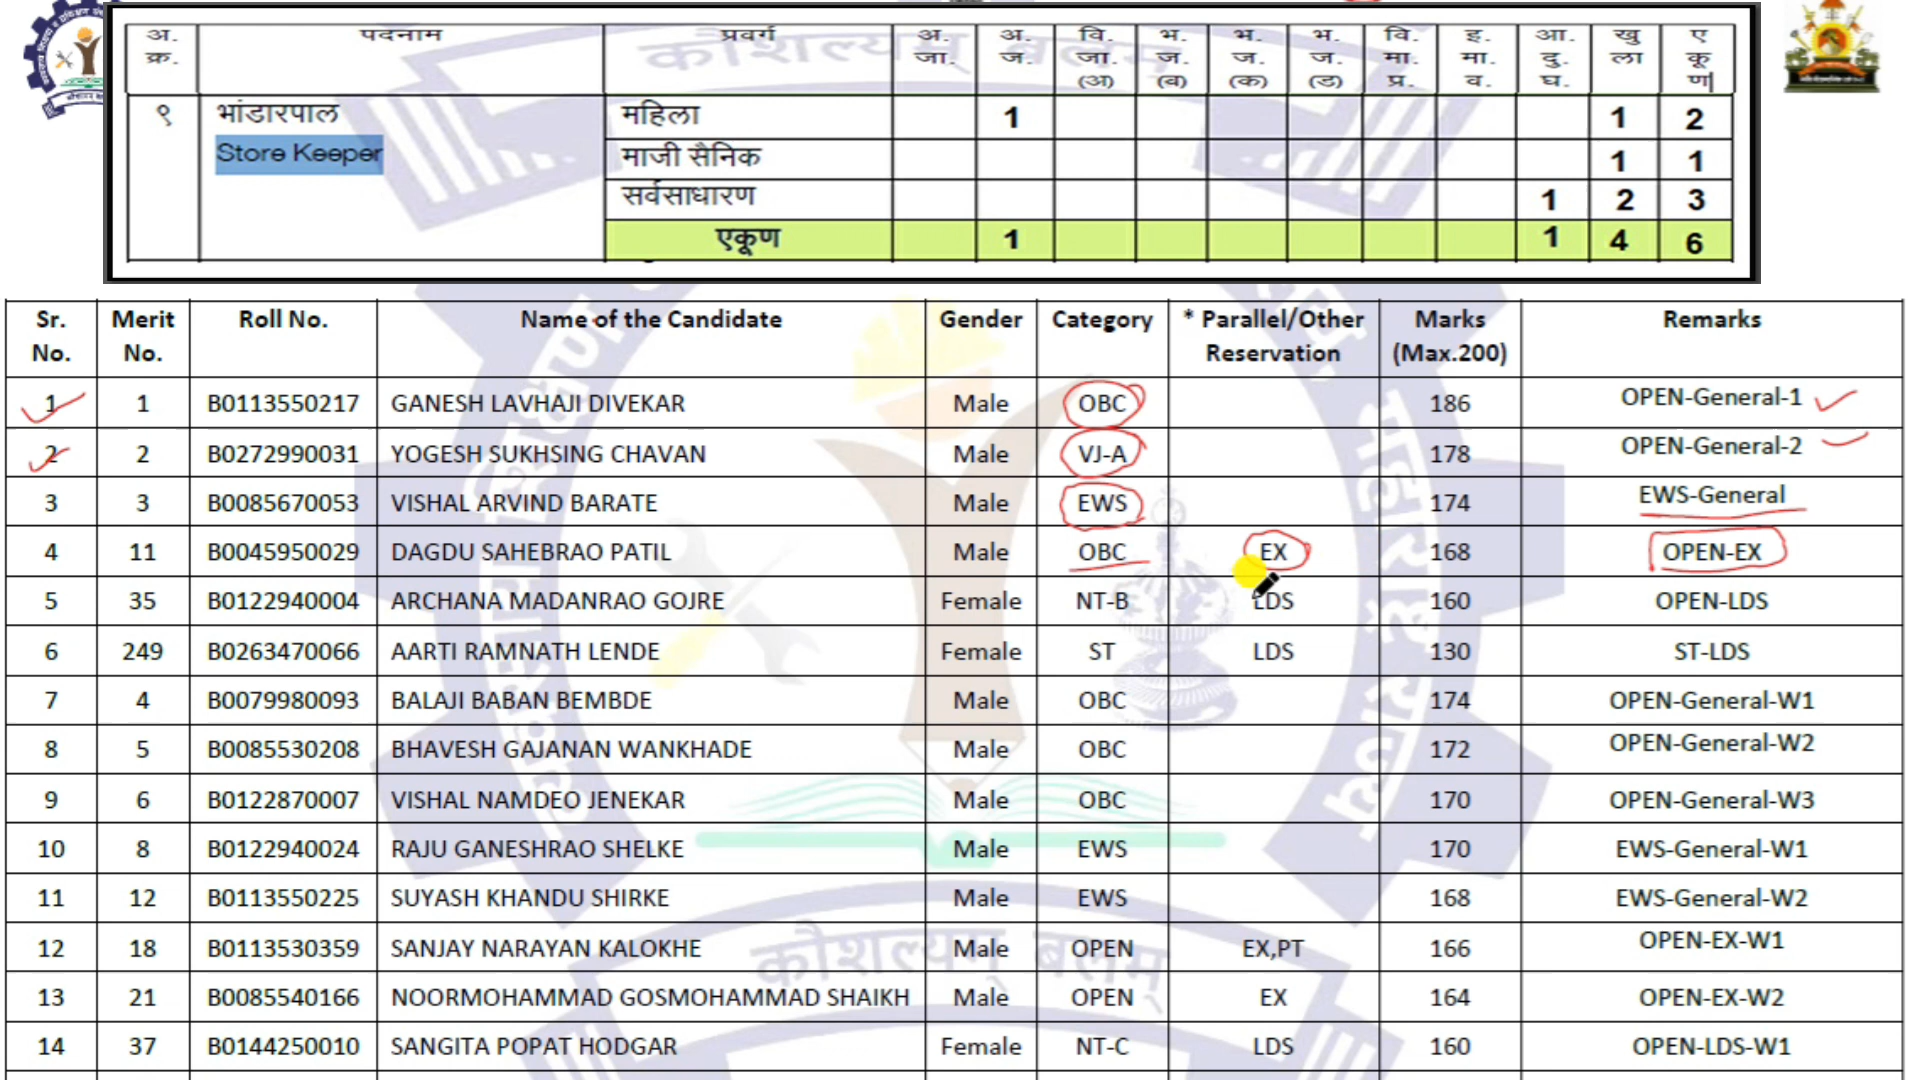 अ. क्र. पदनाम प्रवर्ग अ. जा. अ. ज. वि. जा. (अ) भ. ज. (ब) भ. ज. (क) भ. ज. (ड) वि. मा. प्र. इ. मा. व. आ. दु. घ. खुला एकूण
९ भांडारपाल महिला 1 1 2
Store Keeper माजी सैनिक 1 1
सर्वसाधारण 1 2 3
एकूण 1 1 4 6
Sr. No. Merit No. Roll No. Name of the Candidate Gender Category * Parallel/Other Reservation Marks (Max.200) Remarks
1 1 B0113550217 GANESH LAVHAJI DIVEKAR Male OBC 186 OPEN-General-1
2 2 B0272990031 YOGESH SUKHSING CHAVAN Male VJ-A 178 OPEN-General-2
3 3 B0085670053 VISHAL ARVIND BARATE Male EWS 174 EWS-General
4 11 B0045950029 DAGDU SAHEBRAO PATIL Male OBC EX 168 OPEN-EX
5 35 B0122940004 ARCHANA MADANRAO GOJRE Female NT-B LDS 160 OPEN-LDS
6 249 B0263470066 AARTI RAMNATH LENDE Female ST LDS 130 ST-LDS
7 4 B0079980093 BALAJI BABAN BEMBDE Male OBC 174 OPEN-General-W1
8 5 B0085530208 BHAVESH GAJANAN WANKHADE Male OBC 172 OPEN-General-W2
9 6 B0122870007 VISHAL NAMDEO JENEKAR Male OBC 170 OPEN-General-W3
10 8 B0122940024 RAJU GANESHRAO SHELKE Male EWS 170 EWS-General-W1
11 12 B0113550225 SUYASH KHANDU SHIRKE Male EWS 168 EWS-General-W2
12 18 B0113530359 SANJAY NARAYAN KALOKHE Male OPEN EX,PT 166 OPEN-EX-W1
13 21 B0085540166 NOORMOHAMMAD GOSMOHAMMAD SHAIKH Male OPEN EX 164 OPEN-EX-W2
14 37 B0144250010 SANGITA POPAT HODGAR Female NT-C LDS 160 OPEN-LDS-W1
कौशल्यम् बलम्